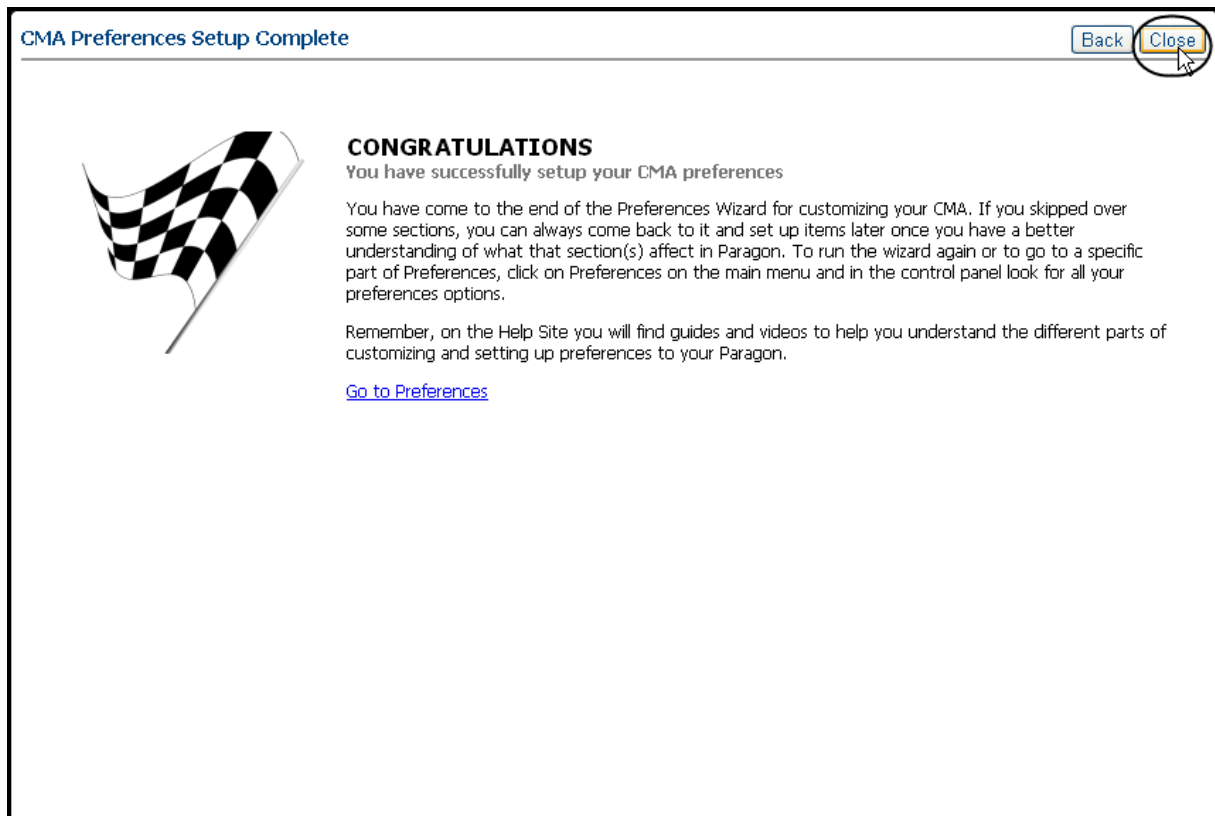 CMA Preferences Setup Complete
Back Close
CONGRATULATIONS
You have successfully setup your CMA preferences
You have come to the end of the Preferences Wizard for customizing your CMA. If you skipped over
some sections, you can always come back to it and set up items later once you have a better
understanding of what that section(s) affect in Paragon. To run the wizard again or to go to a specific
part of Preferences, click on Preferences on the main menu and in the control panel look for all your
preferences options.
Remember, on the Help Site you will find guides and videos to help you understand the different parts of
customizing and setting up preferences to your Paragon.
Go to Preferences